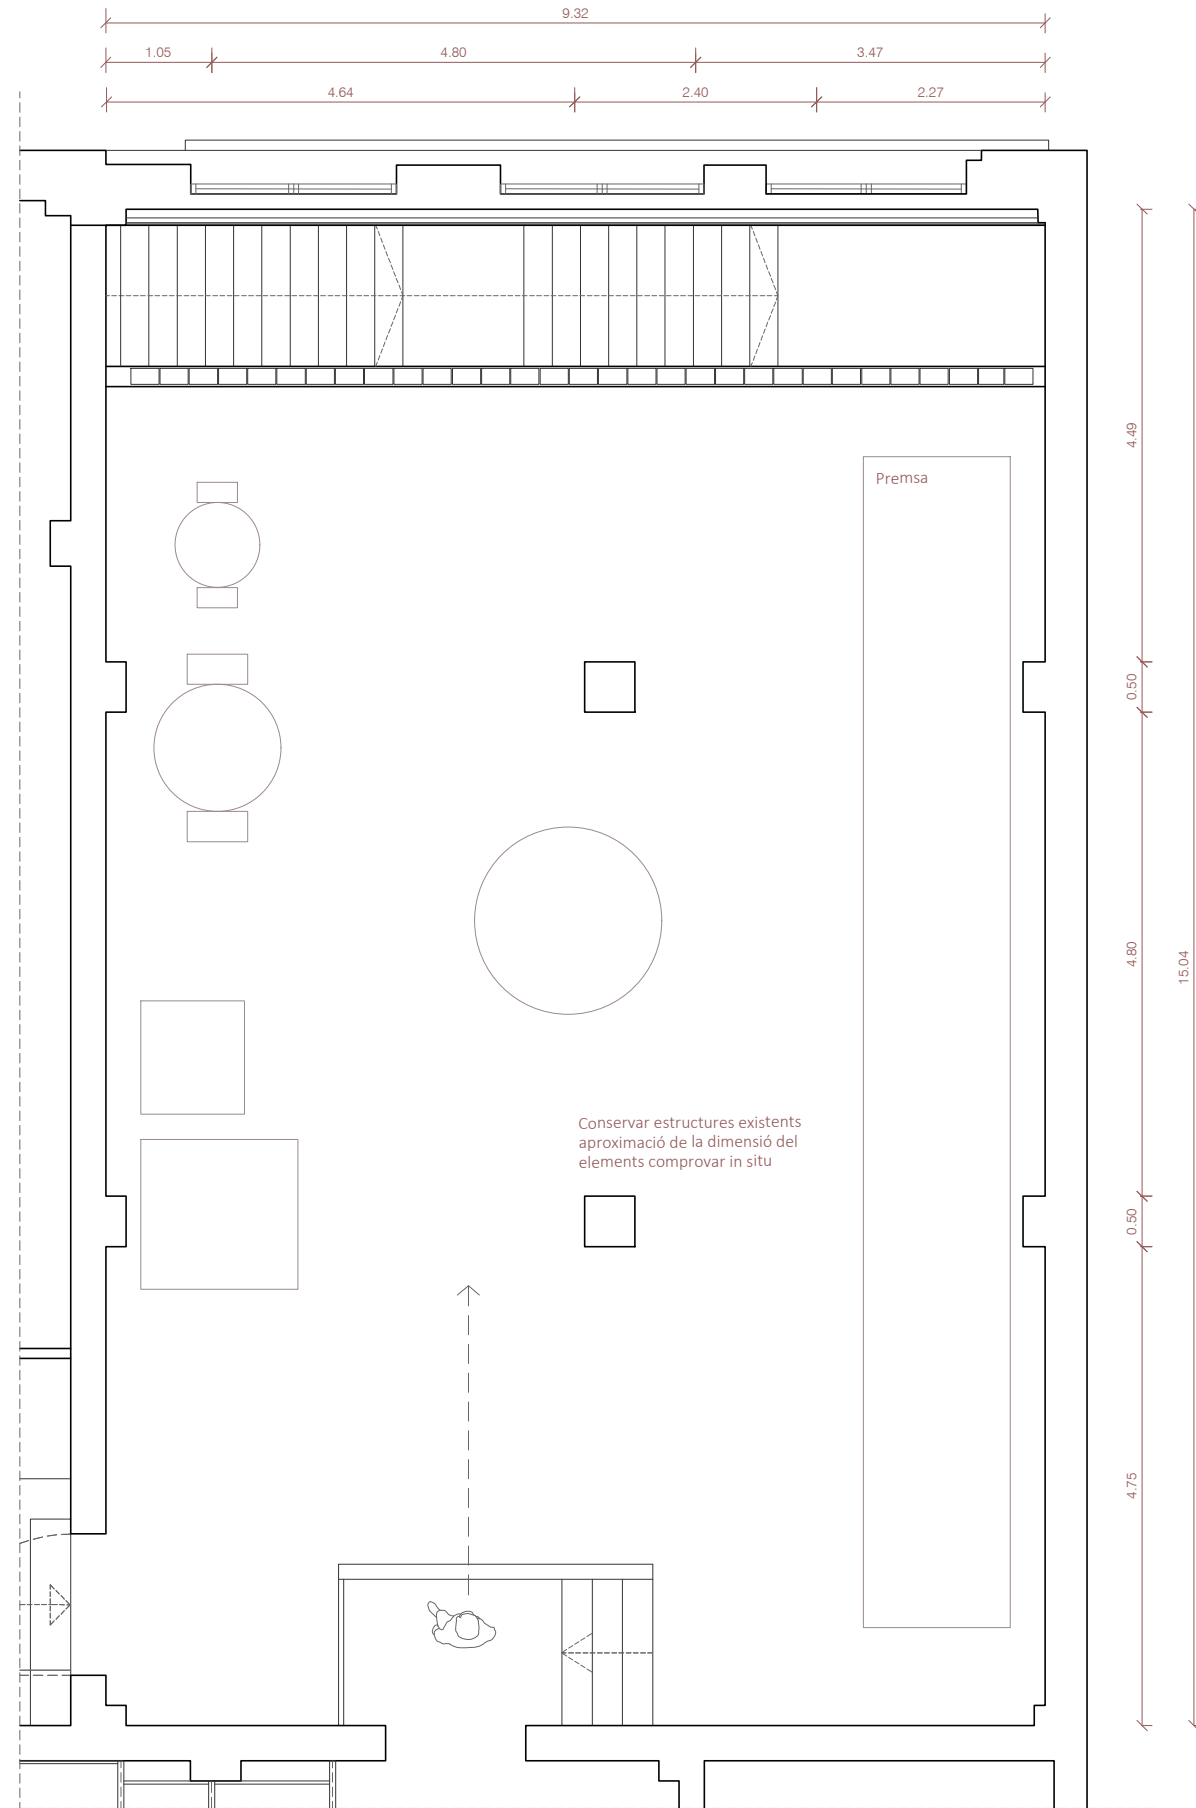 9.32
1.05 4.80 3.47
4.64 2.40 2.27
4.49
Premsa
0.50
4.80
15.04
Conservar estructures existents
aproximació de la dimensió del
elements comprovar in situ
0.50
4.75